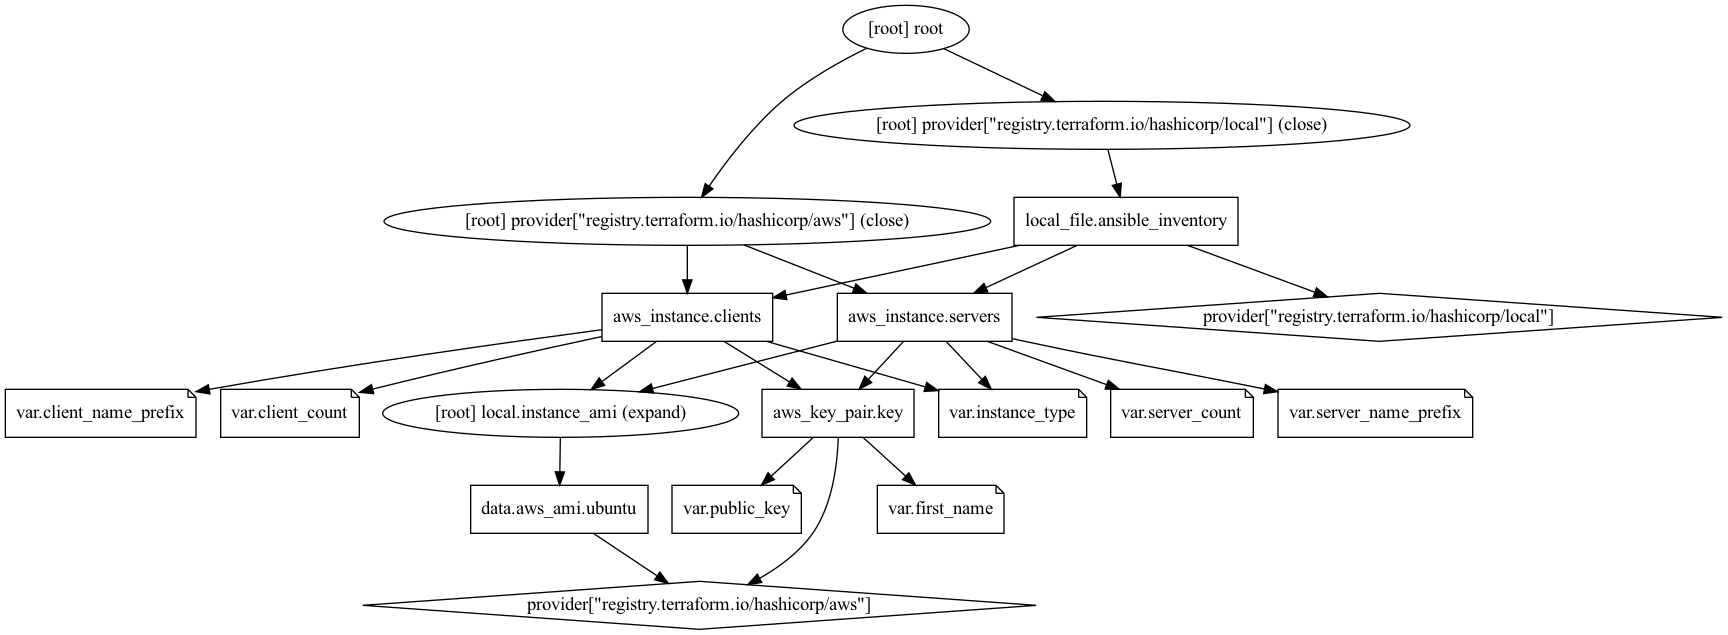 [root] root
[root] provider["registry.terraform.io/hashicorp/local"] (close)
[root] provider["registry.terraform.io/hashicorp/aws"] (close)
local_file.ansible_inventory
aws_instance.clients
aws_instance.servers
provider["registry.terraform.io/hashicorp/local"]
var.client_name_prefix
var.client_count
[root] local.instance_ami (expand)
aws_key_pair.key
var.instance_type
var.server_count
var.server_name_prefix
data.aws_ami.ubuntu
var.public_key
var.first_name
provider["registry.terraform.io/hashicorp/aws"]